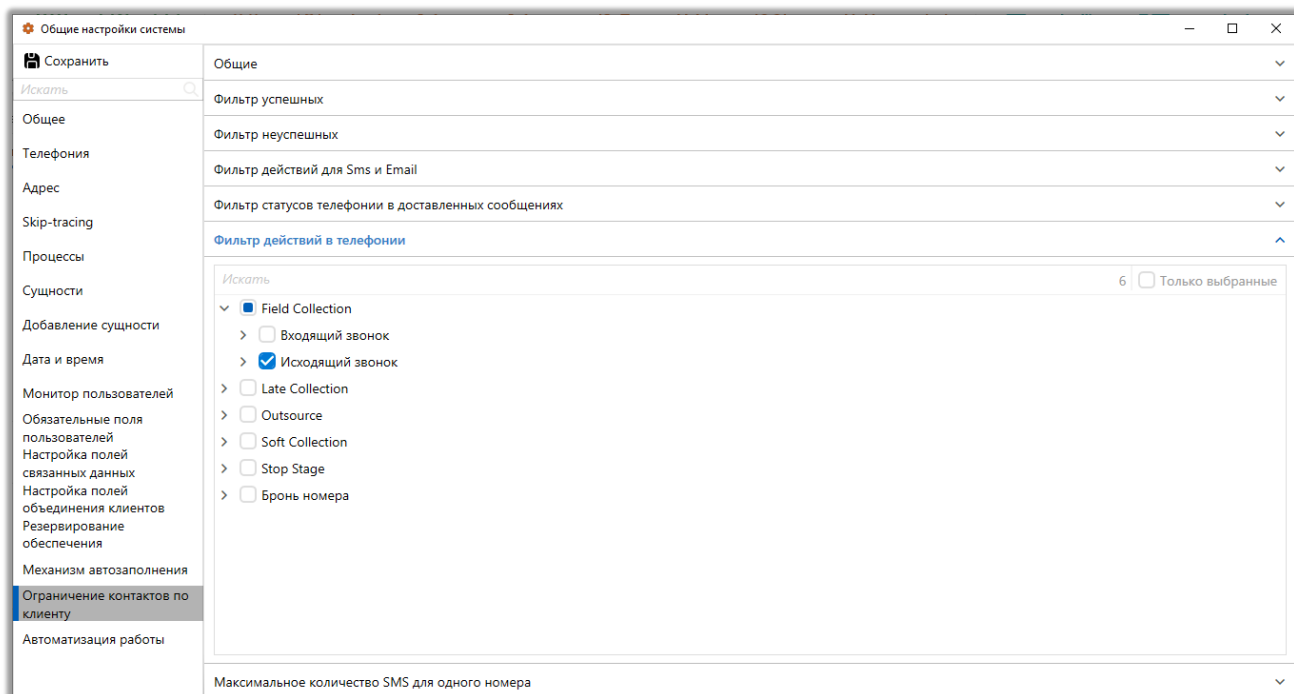 Общие настройки системы
Сохранить
Искать
Общее
Телефония
Адрес
Skip-tracing
Процессы
Сущности
Добавление сущности
Дата и время
Монитор пользователей
Обязательные поля
пользователей
Настройка полей
связанных данных
Настройка полей
объединения клиентов
Резервирование
обеспечения
Механизм автозаполнения
Ограничение контактов по
клиенту
Автоматизация работы
Общие
Фильтр успешных
Фильтр неуспешных
Фильтр действий для Sms и Email
Фильтр статусов телефонии в доставленных сообщениях
Фильтр действий в телефонии
Искать 6 Только выбранные
Field Collection
Входящий звонок
Исходящий звонок
Late Collection
Outsource
Soft Collection
Stop Stage
Бронь номера
Максимальное количество SMS для одного номера